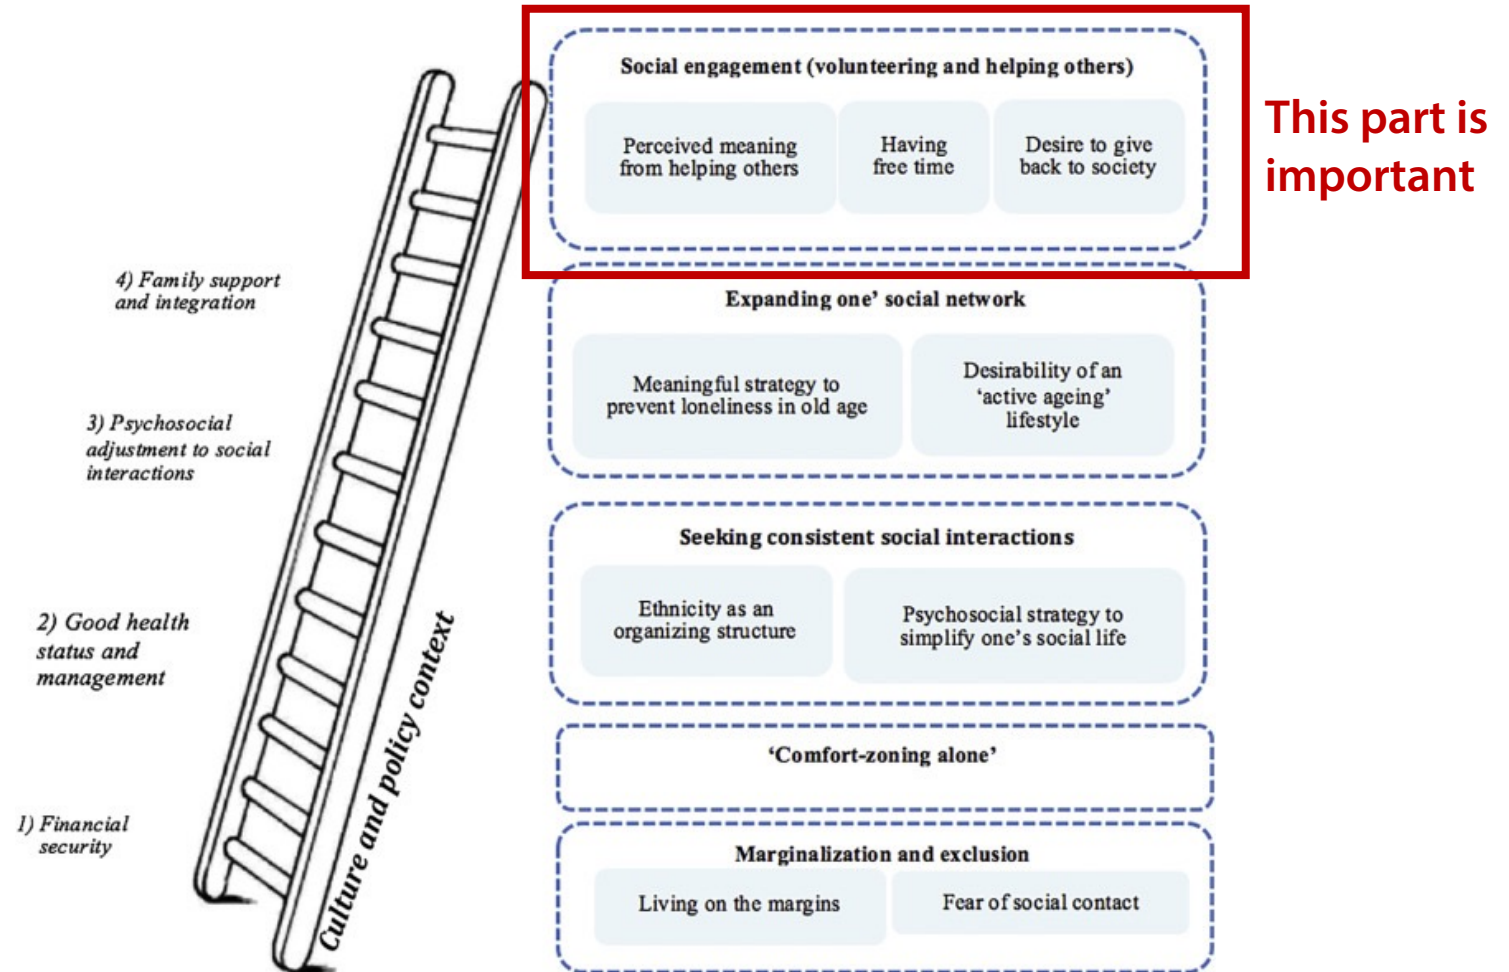 Social engagement (volunteering and helping others)
Perceived meaning
from helping others
Having
free time
Desire to give
back to society
This part is
important
4) Family support
and integration
Expanding one’ social network
Meaningful strategy to
prevent loneliness in old age
Desirability of an
‘active ageing’
lifestyle
3) Psychosocial
adjustment to social
interactions
Seeking consistent social interactions
Ethnicity as an
organizing structure
Psychosocial strategy to
simplify one’s social life
2) Good health
status and
management
Culture and policy context
‘Comfort-zoning alone’
1) Financial
security
Marginalization and exclusion
Living on the margins
Fear of social contact